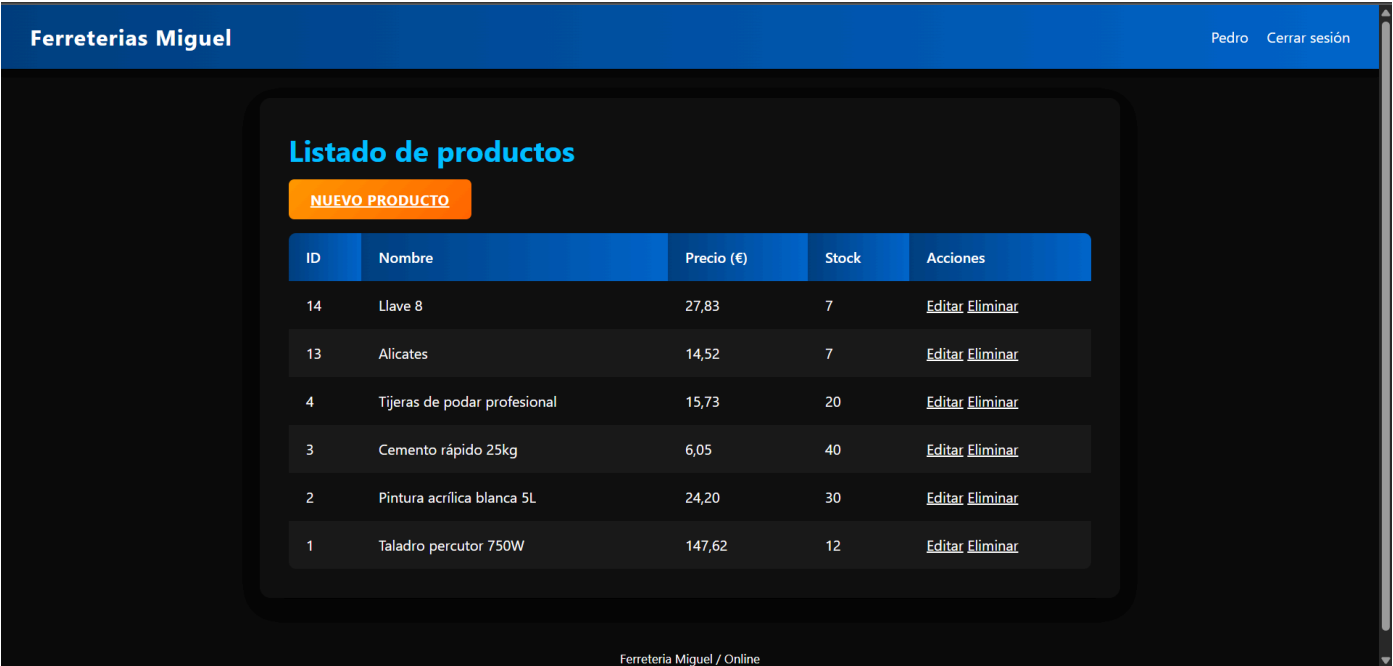 Ferreterias Miguel Pedro Cerrar sesión
Listado de productos
NUEVO PRODUCTO
ID Nombre Precio (€) Stock Acciones
14 Llave 8 27,83 7 Editar Eliminar
13 Alicates 14,52 7 Editar Eliminar
4 Tijeras de podar profesional 15,73 20 Editar Eliminar
3 Cemento rápido 25kg 6,05 40 Editar Eliminar
2 Pintura acrílica blanca 5L 24,20 30 Editar Eliminar
1 Taladro percutor 750W 147,62 12 Editar Eliminar
Ferreteria Miguel / Online